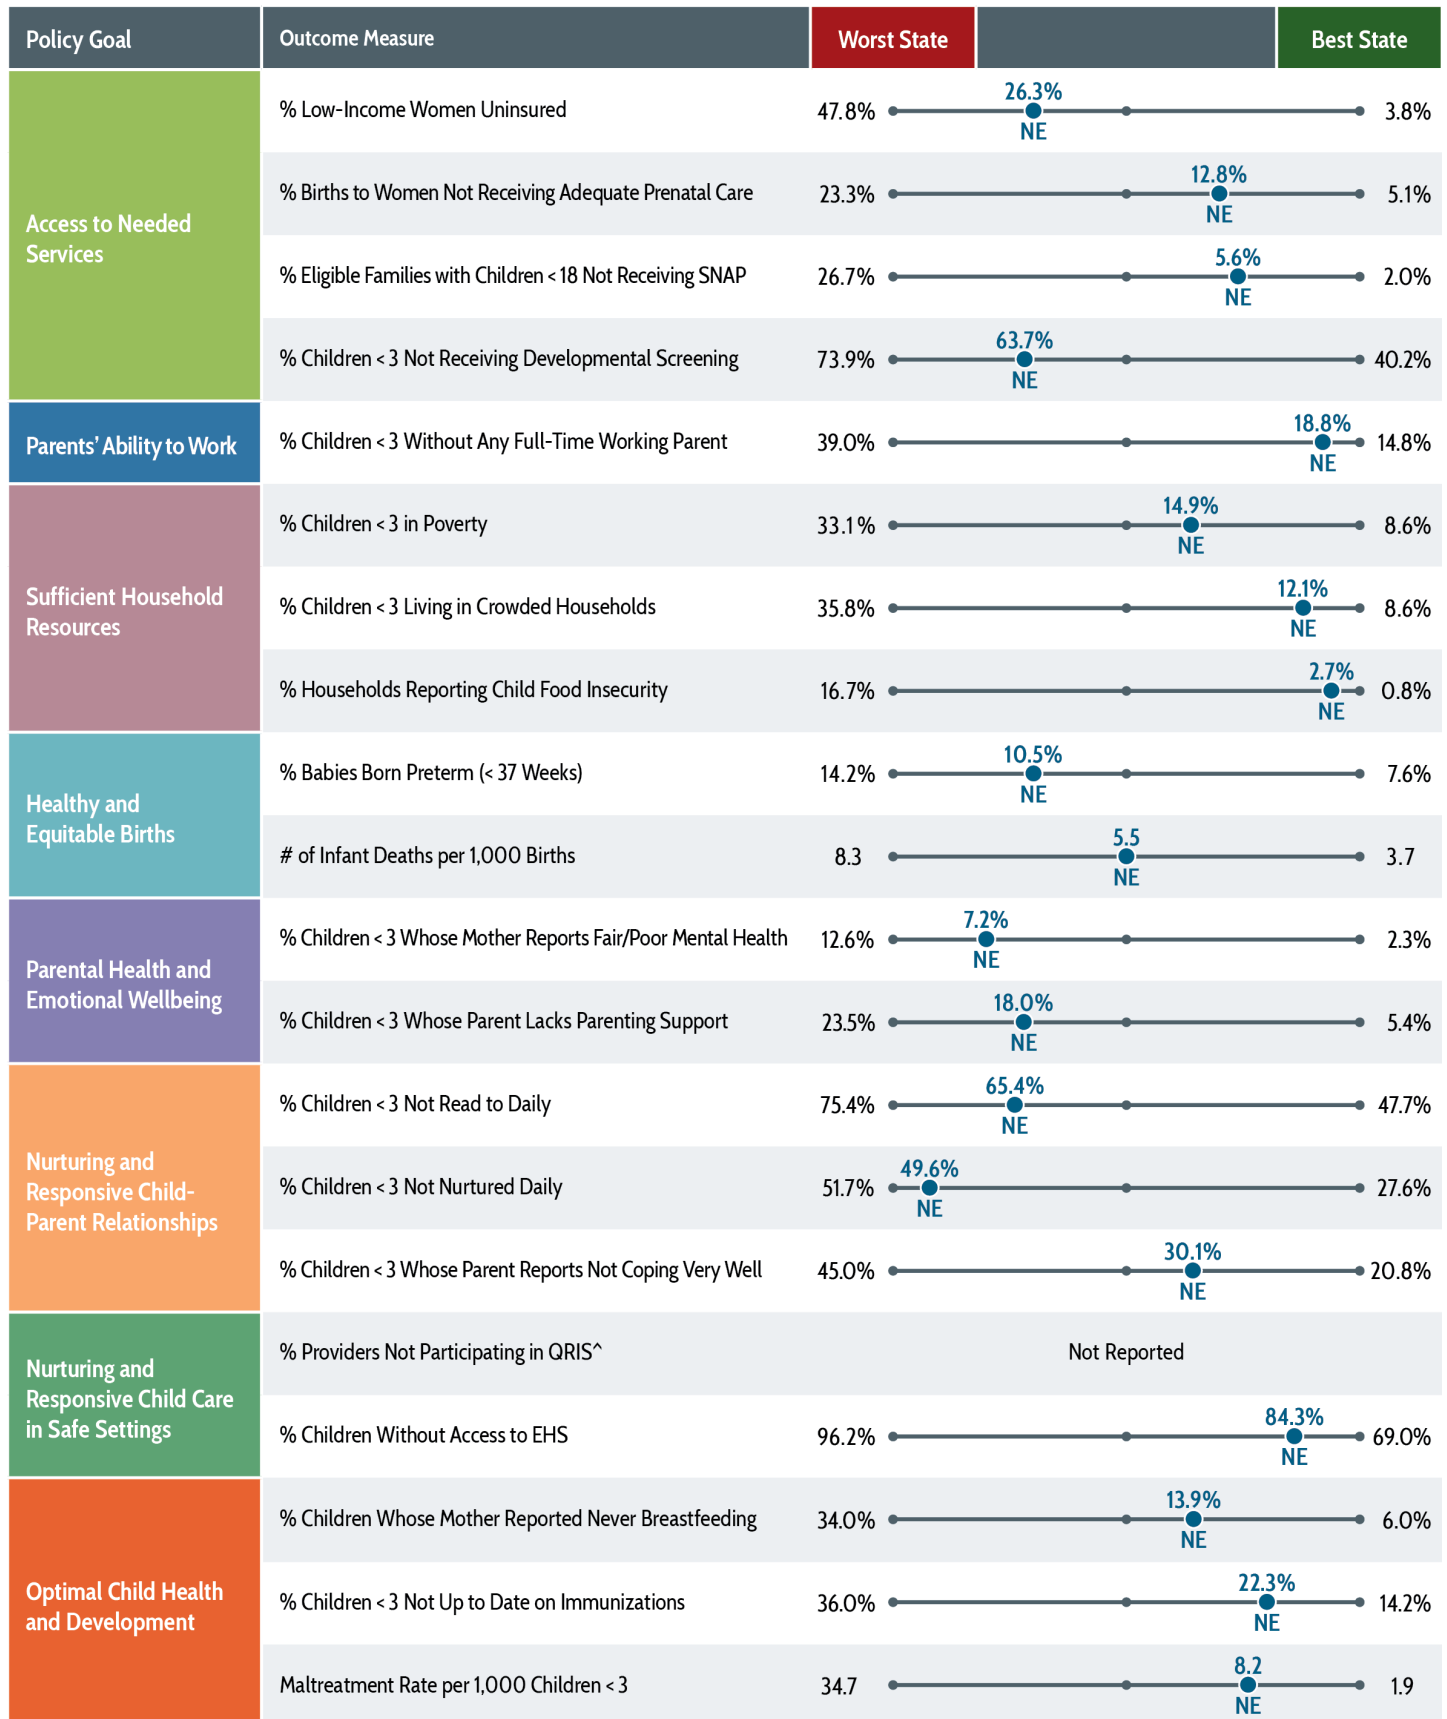 Policy Goal
Outcome Measure
Worst State
Best State
Access to Needed
Services
% Low-Income Women Uninsured
47.8%
26.3%
NE
3.8%
% Births to Women Not Receiving Adequate Prenatal Care
23.3%
12.8%
NE
5.1%
% Eligible Families with Children < 18 Not Receiving SNAP
26.7%
5.6%
NE
2.0%
% Children < 3 Not Receiving Developmental Screening
73.9%
63.7%
NE
40.2%
Parents' Ability to Work
% Children < 3 Without Any Full-Time Working Parent
39.0%
18.8%
NE
14.8%
Sufficient Household
Resources
% Children < 3 in Poverty
33.1%
14.9%
NE
8.6%
% Children < 3 Living in Crowded Households
35.8%
12.1%
NE
8.6%
% Households Reporting Child Food Insecurity
16.7%
2.7%
NE
0.8%
Healthy and
Equitable Births
% Babies Born Preterm (< 37 Weeks)
14.2%
10.5%
NE
7.6%
# of Infant Deaths per 1,000 Births
8.3
5.5
NE
3.7
Parental Health and
Emotional Wellbeing
% Children < 3 Whose Mother Reports Fair/Poor Mental Health
12.6%
7.2%
NE
2.3%
% Children < 3 Whose Parent Lacks Parenting Support
23.5%
18.0%
NE
5.4%
Nurturing and
Responsive Child-
Parent Relationships
% Children < 3 Not Read to Daily
75.4%
65.4%
NE
47.7%
% Children < 3 Not Nurtured Daily
51.7%
49.6%
NE
27.6%
% Children < 3 Whose Parent Reports Not Coping Very Well
45.0%
30.1%
NE
20.8%
Nurturing and
Responsive Child Care
in Safe Settings
% Providers Not Participating in QRIS^
Not Reported
% Children Without Access to EHS
96.2%
84.3%
NE
69.0%
Optimal Child Health
and Development
% Children Whose Mother Reported Never Breastfeeding
34.0%
13.9%
NE
6.0%
% Children < 3 Not Up to Date on Immunizations
36.0%
22.3%
NE
14.2%
Maltreatment Rate per 1,000 Children < 3
34.7
8.2
NE
1.9